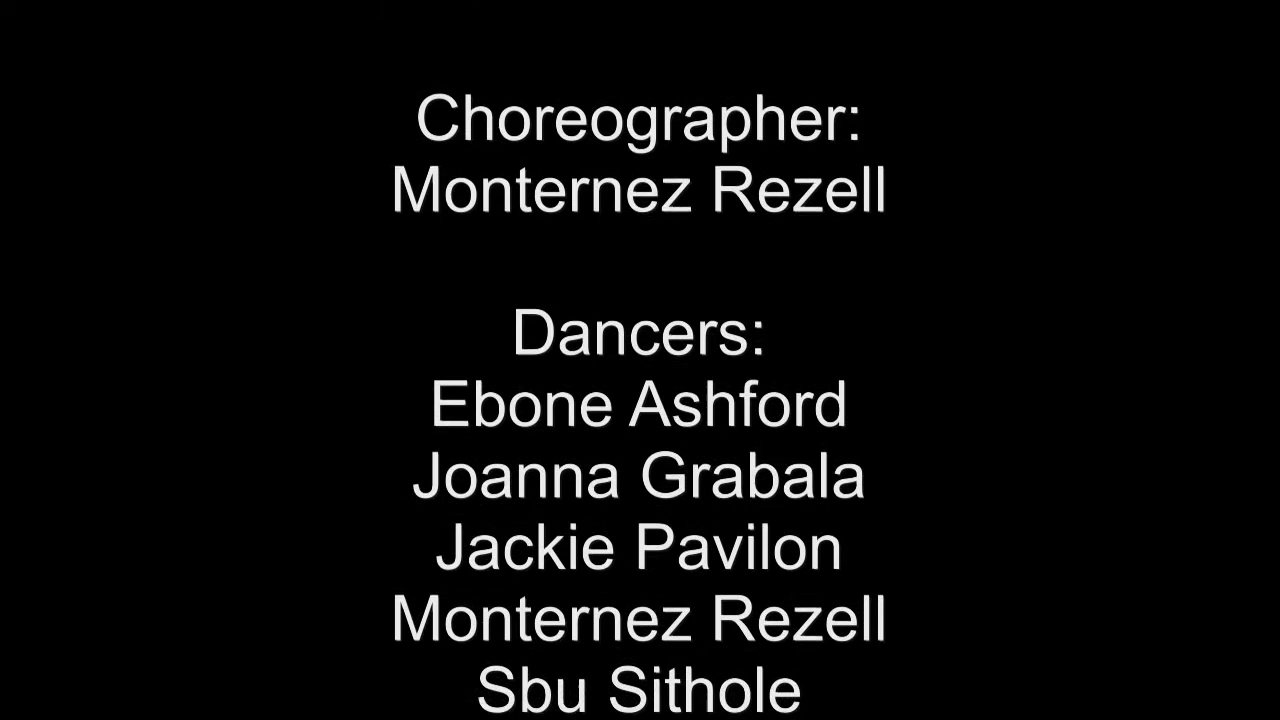 Choreographer:
Monternez Rezell
Dancers:
Ebone Ashford
Joanna Grabala
Jackie Pavilon
Monternez Rezell
Sbu Sithole